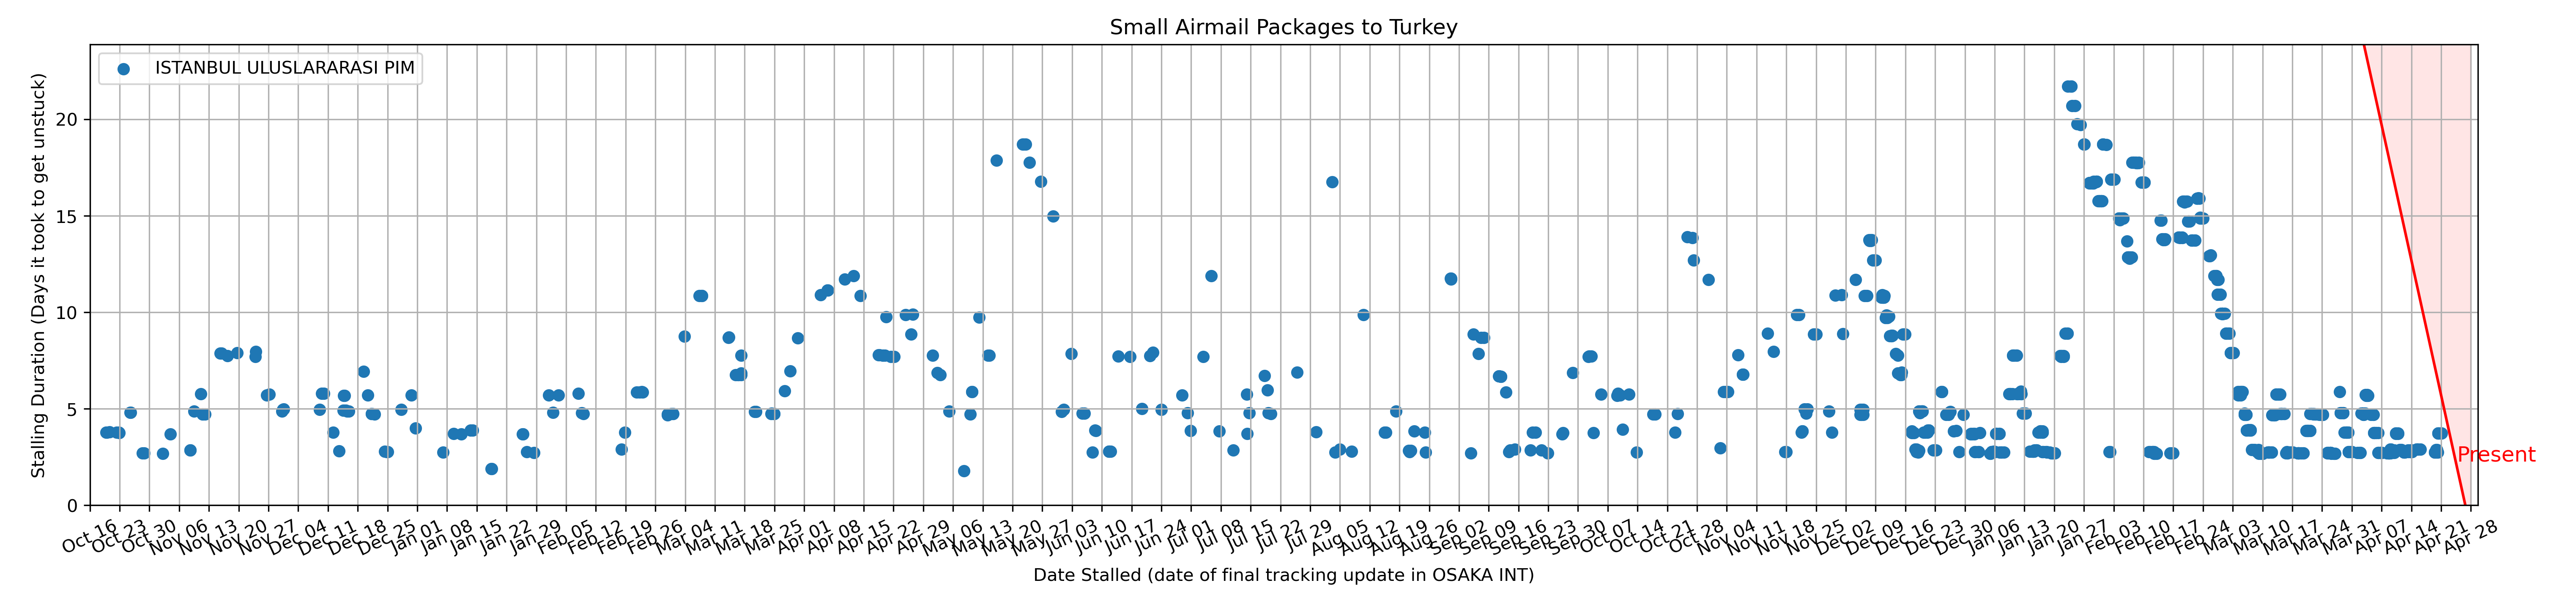 Small Airmail Packages to Turkey
ISTANBUL ULUSLARARASI PIM
Stalling Duration (Days it took to get unstuck)
20
15
10
5
0
Present
Oct 16
Oct 23
Oct 30
Nov 06
Nov 13
Nov 20
Nov 27
Dec 04
Dec 11
Dec 18
Dec 25
Jan 01
Jan 08
Jan 15
Jan 22
Jan 29
Feb 05
Feb 12
Feb 19
Feb 26
Mar 04
Mar 11
Mar 18
Mar 25
Apr 01
Apr 08
Apr 15
Apr 22
Apr 29
May 06
May 13
May 20
May 27
Jun 03
Jun 10
Jun 17
Jun 24
Jul 01
Jul 08
Jul 15
Jul 22
Jul 29
Aug 05
Aug 12
Aug 19
Aug 26
Sep 02
Sep 09
Sep 16
Sep 23
Sep 30
Oct 07
Oct 14
Oct 21
Oct 28
Nov 04
Nov 11
Nov 18
Nov 25
Dec 02
Dec 09
Dec 16
Dec 23
Dec 30
Jan 06
Jan 13
Jan 20
Jan 27
Feb 03
Feb 10
Feb 17
Feb 24
Mar 03
Mar 10
Mar 17
Mar 24
Mar 31
Apr 07
Apr 14
Apr 21
Apr 28
Date Stalled (date of final tracking update in OSAKA INT)